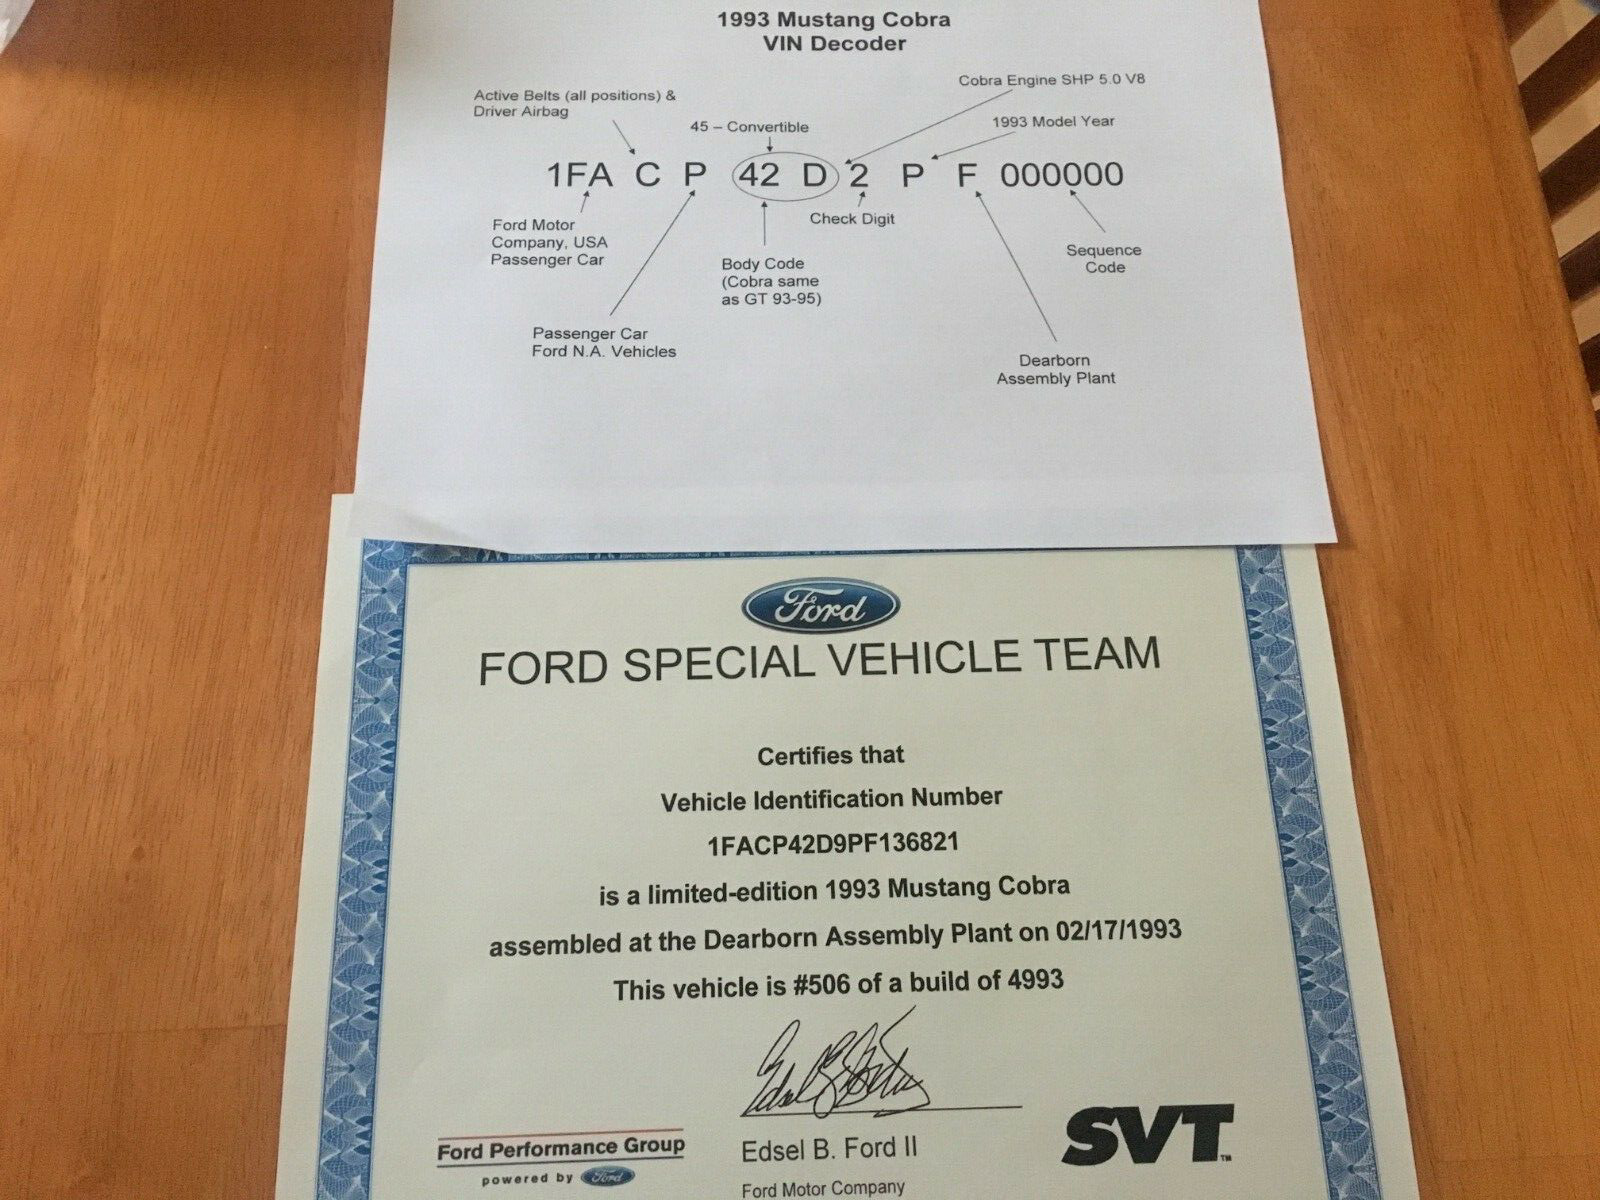 1993 Mustang Cobra
VIN Decoder
Cobra Engine SHP 5.0 V8
Active Belts (all positions) &
Driver Airbag
45 – Convertible
1993 Model Year
1FA C P 42 D 2 P F 000000
Ford Motor
Company, USA
Passenger Car
Check Digit
Body Code
(Cobra same
as GT 93-95)
Sequence
Code
Passenger Car
Ford N.A. Vehicles
Dearborn
Assembly Plant
Ford
FORD SPECIAL VEHICLE TEAM
Certifies that
Vehicle Identification Number
1FACP42D9PF136821
is a limited-edition 1993 Mustang Cobra
assembled at the Dearborn Assembly Plant on 02/17/1993
This vehicle is #506 of a build of 4993
Edsel B. Ford II
Ford Performance Group
powered by Ford
Edsel B. Ford II
Ford Motor Company
SVT™